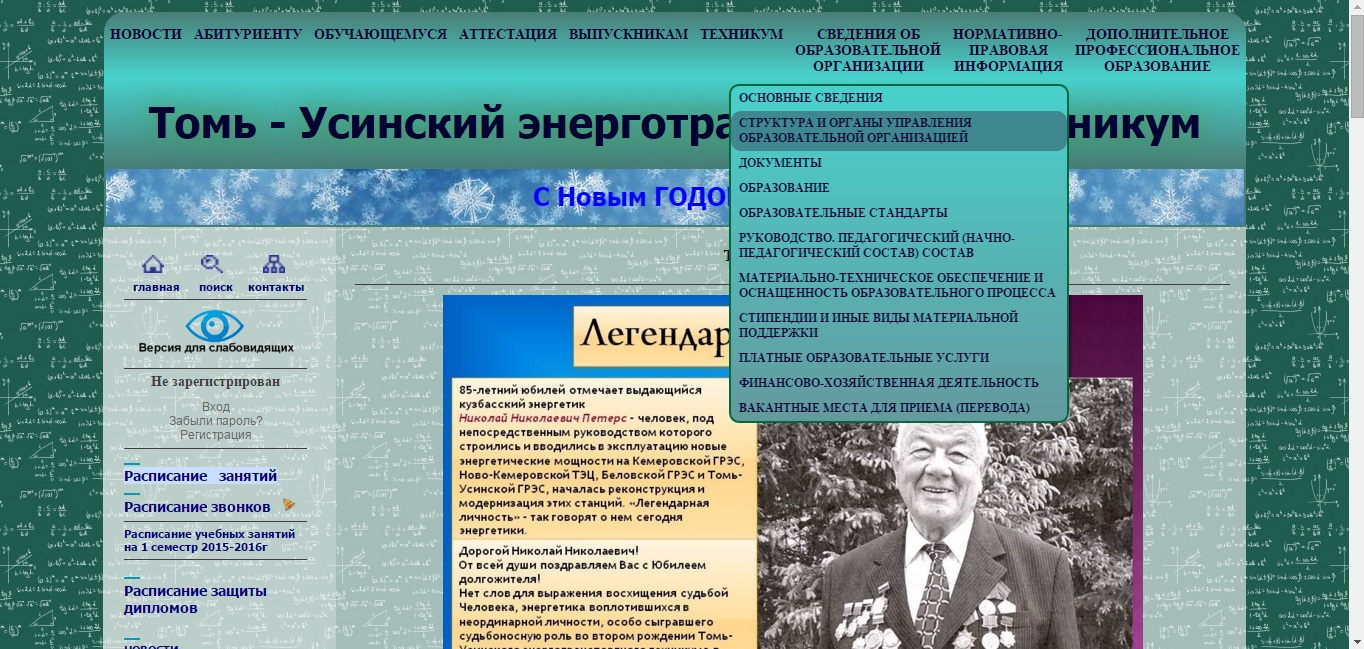 НОВОСТИ АБИТУРИЕНТУ ОБУЧАЮЩЕМУСЯ АТТЕСТАЦИЯ ВЫПУСКНИКАМ ТЕХНИКУМ
СВЕДЕНИЯ ОБ
ОБРАЗОВАТЕЛЬНОЙ
ОРГАНИЗАЦИИ
НОРМАТИВНО-
ПРАВОВАЯ
ИНФОРМАЦИЯ
ДОПОЛНИТЕЛЬНОЕ
ПРОФЕССИОНАЛЬНОЕ
ОБРАЗОВАНИЕ
ОСНОВНЫЕ СВЕДЕНИЯ
СТРУКТУРА И ОРГАНЫ УПРАВЛЕНИЯ
ОБРАЗОВАТЕЛЬНОЙ ОРГАНИЗАЦИЕЙ
ДОКУМЕНТЫ
ОБРАЗОВАНИЕ
ОБРАЗОВАТЕЛЬНЫЕ СТАНДАРТЫ
РУКОВОДСТВО. ПЕДАГОГИЧЕСКИЙ (НАЧНО-
ПЕДАГОГИЧЕСКИЙ СОСТАВ) СОСТАВ
МАТЕРИАЛЬНО-ТЕХНИЧЕСКОЕ ОБЕСПЕЧЕНИЕ И
ОСНАЩЕННОСТЬ ОБРАЗОВАТЕЛЬНОГО ПРОЦЕССА
СТИПЕНДИИ И ИНЫЕ ВИДЫ МАТЕРИАЛЬНОЙ
ПОДДЕРЖКИ
ПЛАТНЫЕ ОБРАЗОВАТЕЛЬНЫЕ УСЛУГИ
ФИНАНСОВО-ХОЗЯЙСТВЕННАЯ ДЕЯТЕЛЬНОСТЬ
ВАКАНТНЫЕ МЕСТА ДЛЯ ПРИЕМА (ПЕРЕВОДА)
Томь - Усинский энерготра никум
С Новым ГОДО
главная поиск контакты
Версия для слабовидящих
Не зарегистрирован
Вход
Забыли пароль?
Регистрация
Расписание занятий
Расписание звонков
Расписание учебных занятий
на 1 семестр 2015-2016г
Расписание защиты
дипломов
Легендар
85-летний юбилей отмечает выдающийся
кузбасский энергетик
Николай Николаевич Петерс - человек, под
непосредственным руководством которого
строились и вводились в эксплуатацию новые
энергетические мощности на Кемеровской ГРЭС,
Ново-Кемеровской ТЭЦ, Беловской ГРЭС и Томь-
Усинской ГРЭС, началась реконструкция и
модернизация этих станций. «Легендарная
личность» - так говорят о нем сегодня
энергетики.
Дорогой Николай Николаевич!
От всей души поздравляем Вас с Юбилеем
долгожителя!
Нет слов для выражения восхищения судьбой
Человека, энергетика воплотившихся в
неординарной личности, особо сыгравшего
судьбоносную роль во втором рождении Томь-